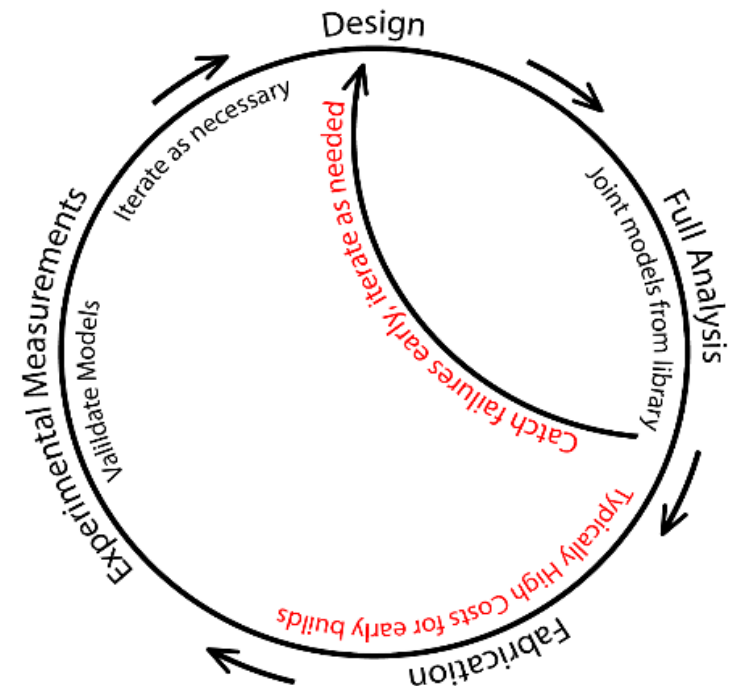 Design
Iterate as necessary
Catch failures early, iterate as needed
Joint models from library
Full Analysis
Typically High Costs for early builds
Fabrication
Valildate Models
Experimental Measurements